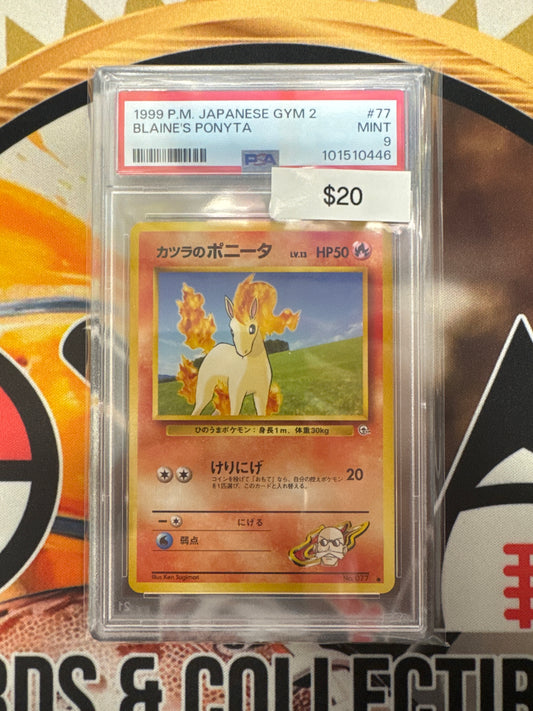 1999 P.M. JAPANESE GYM 2 #77
BLAINE'S PONYTA MINT
9
PSA 101510446
$20
カツラのポニータ LV.13 HP50
ひのうまポケモン：身長1m、体重30kg
けりにげ 20
コインを投げて「おもて」なら、自分の控えポケモン
を1匹選び、このカードと入れ替える。
にげる
弱点
Illus. Ken Sugimori No. 077 ●
RDS & COLLECTIB